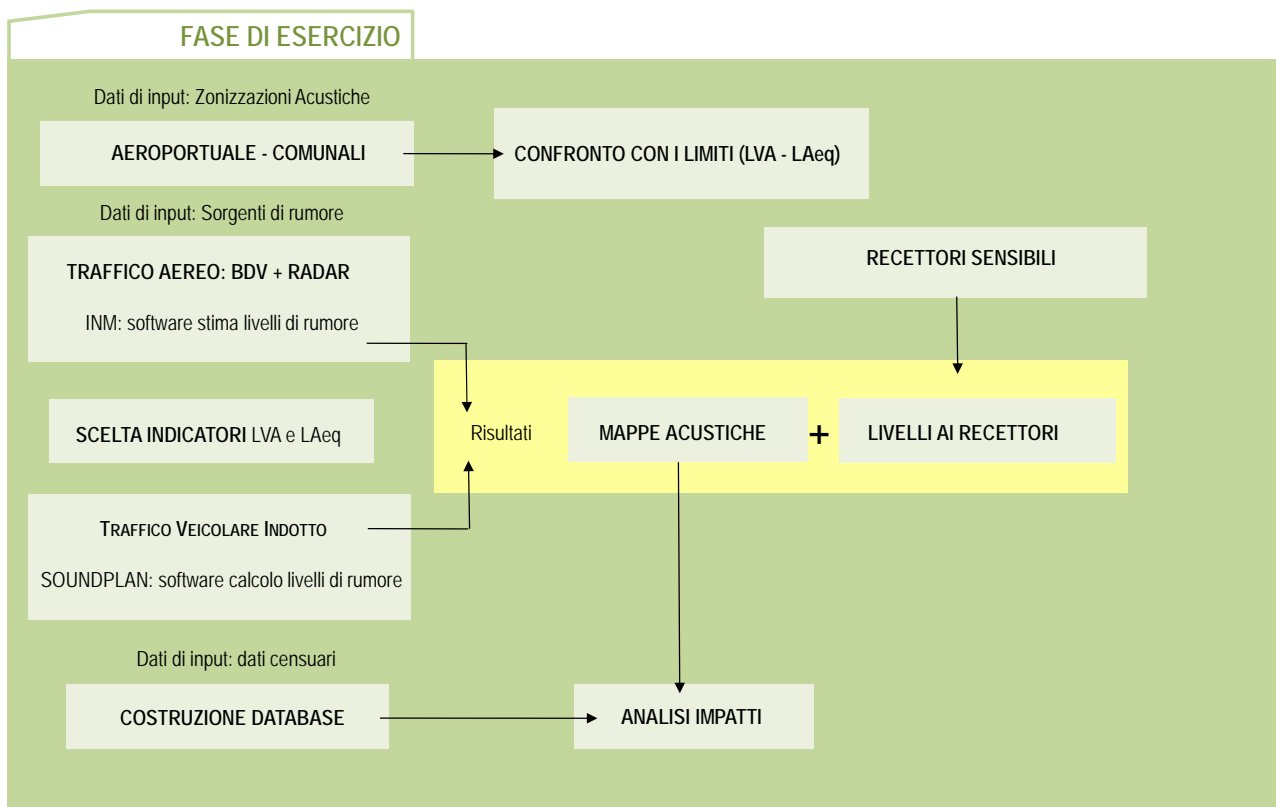 FASE DI ESERCIZIO
Dati di input: Zonizzazioni Acustiche
AEROPORTUALE - COMUNALI
CONFRONTO CON I LIMITI (LVA - LAeq)
Dati di input: Sorgenti di rumore
TRAFFICO AEREO: BDV + RADAR
INM: software stima livelli di rumore
RECETTORI SENSIBILI
SCELTA INDICATORI LVA e LAeq
Risultati
MAPPE ACUSTICHE
+
LIVELLI AI RECETTORI
TRAFFICO VEICOLARE INDOTTO
SOUNDPLAN: software calcolo livelli di rumore
Dati di input: dati censuari
COSTRUZIONE DATABASE
ANALISI IMPATTI